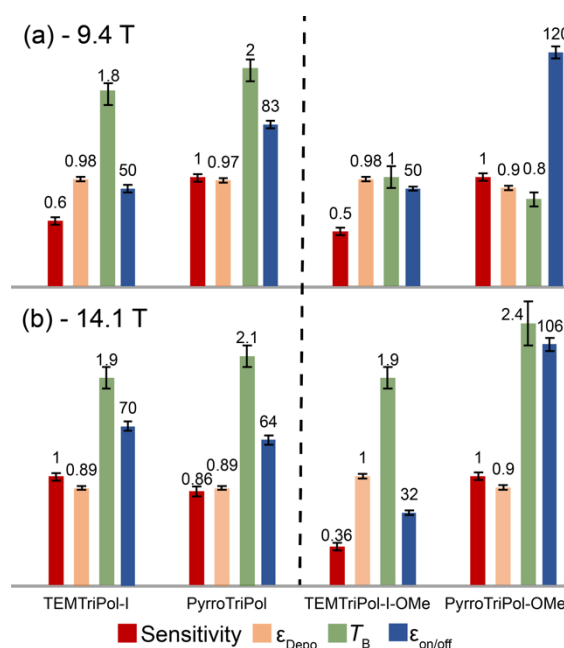 (a) - 9.4 T
0.6 0.98 1.8 50 1 0.97 2 83 0.5 0.98 1 50 1 0.9 0.8 120
(b) - 14.1 T
1 0.89 1.9 70 0.86 0.89 2.1 64 0.36 1 1.9 32 1 0.9 2.4 106
TEMTriPol-I PyrroTriPol TEMTriPol-I-OMe PyrroTriPol-OMe
Sensitivity ε_Depo T_B ε_on/off